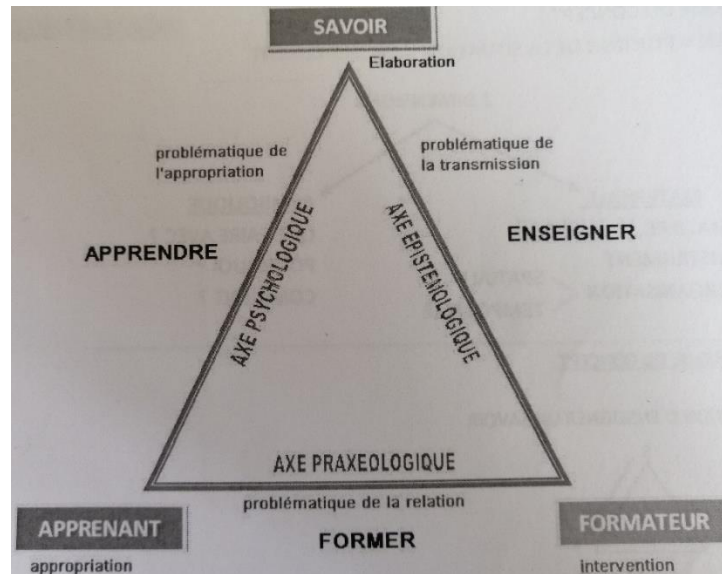 SAVOIR
Elaboration
problématique de
l'appropriation
problématique de
la transmission
APPRENDRE
ENSEIGNER
AXE PSYCHOLOGIQUE
AXE EPISTEMOLOGIQUE
AXE PRAXEOLOGIQUE
problématique de la relation
APPRENANT
FORMATEUR
FORMER
appropriation
intervention